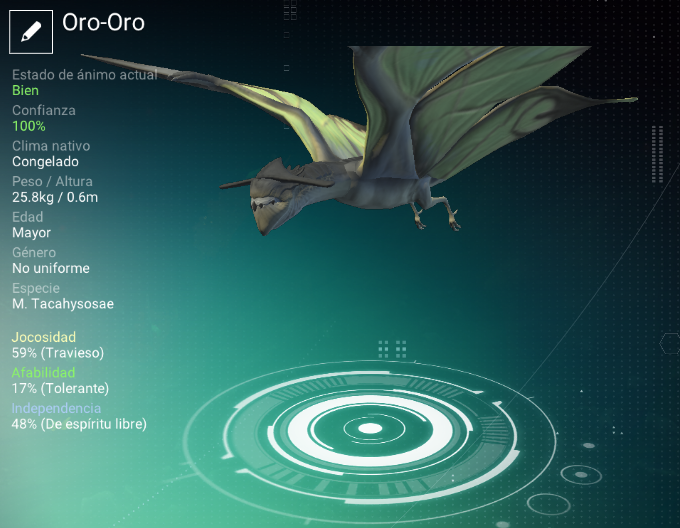 Oro-Oro
Estado de ánimo actual
Bien
Confianza
100%
Clima nativo
Congelado
Peso / Altura
25.8kg / 0.6m
Edad
Mayor
Género
No uniforme
Especie
M. Tacahysosae
Jocosidad
59% (Travieso)
Afabilidad
17% (Tolerante)
Independencia
48% (De espíritu libre)